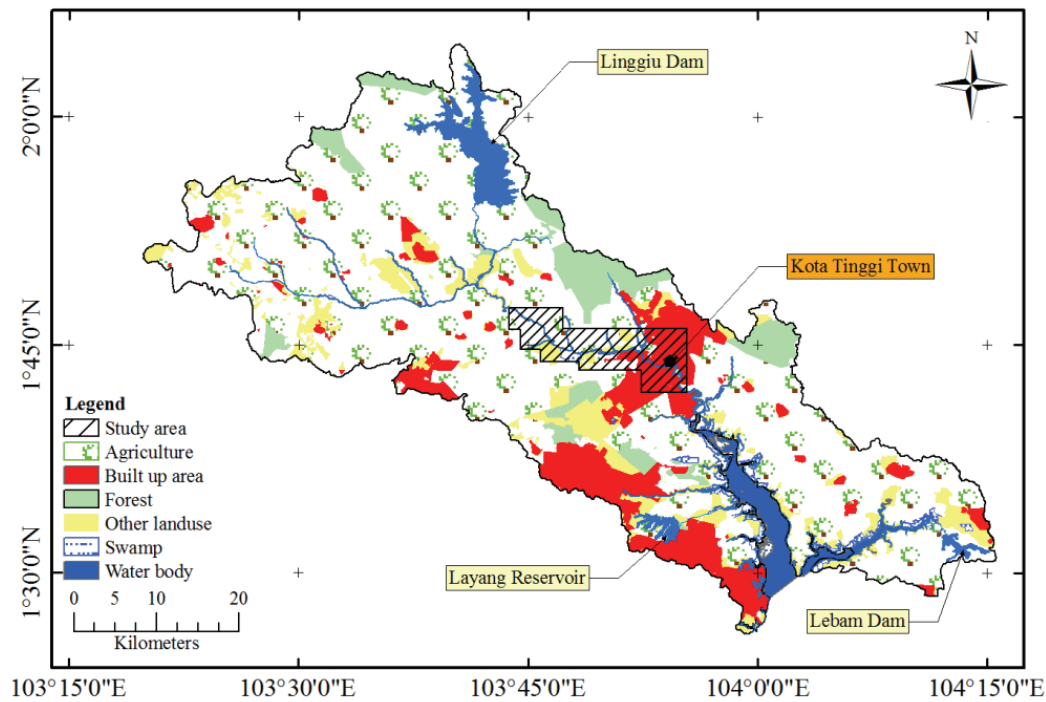 Linggiu Dam
N
2°0'0"N
Kota Tinggi Town
1°45'0"N
Legend
Study area
Agriculture
Built up area
Forest
Other landuse
Swamp
Water body
1°30'0"N
0 5 10 20
Kilometers
Layang Reservoir
Lebam Dam
103°15'0"E 103°30'0"E 103°45'0"E 104°0'0"E 104°15'0"E